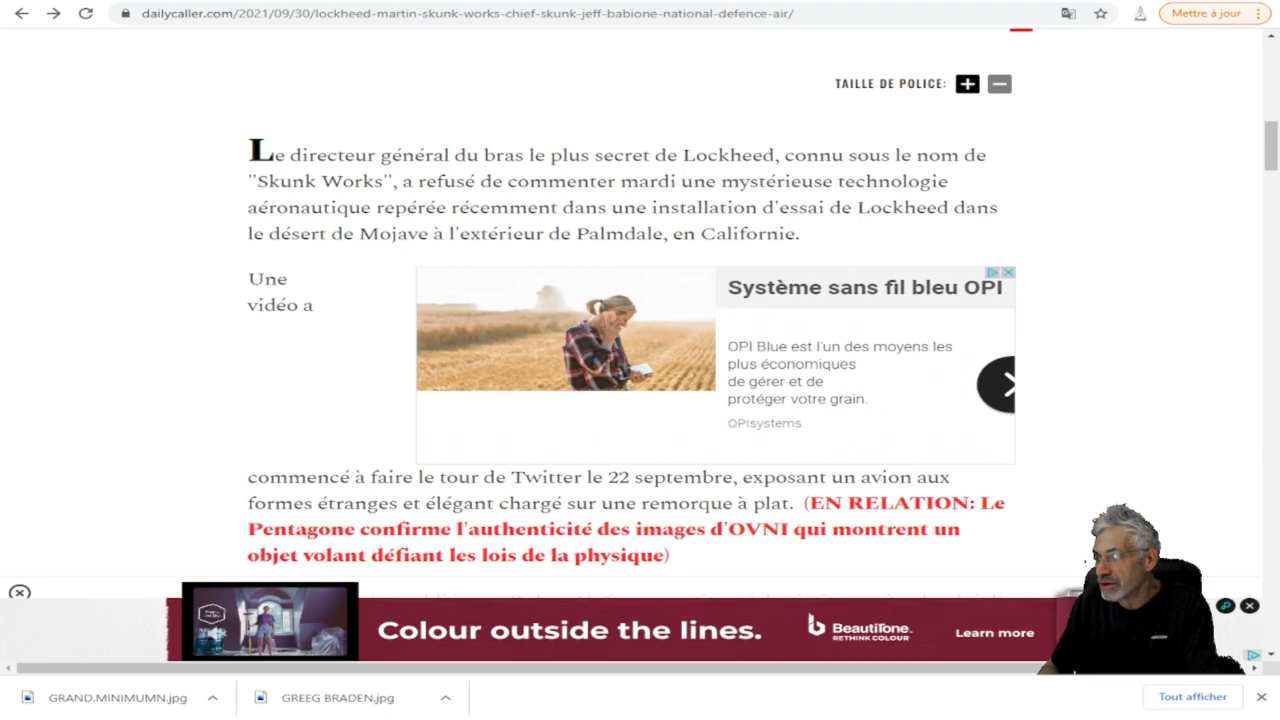 dailycaller.com/2021/09/30/lockheed-martin-skunk-works-chief-skunk-jeff-babione-national-defence-air/
Mettre à jour
TAILLE DE POLICE:
Le directeur général du bras le plus secret de Lockheed, connu sous le nom de
"Skunk Works", a refusé de commenter mardi une mystérieuse technologie
aéronautique repérée récemment dans une installation d'essai de Lockheed dans
le désert de Mojave à l'extérieur de Palmdale, en Californie.
Une
vidéo a
Système sans fil bleu OPI
OPI Blue est l'un des moyens les
plus économiques
de gérer et de
protéger votre grain.
OPIsystems
commencé à faire le tour de Twitter le 22 septembre, exposant un avion aux
formes étranges et élégant chargé sur une remorque à plat. (EN RELATION: Le
Pentagone confirme l'authenticité des images d'OVNI qui montrent un
objet volant défiant les lois de la physique)
Colour outside the lines.
BEAUTITONE
RETHINK COLOUR
Learn more
GRAND.MINIMUMN.jpg
GREEG BRADEN.jpg
Tout afficher